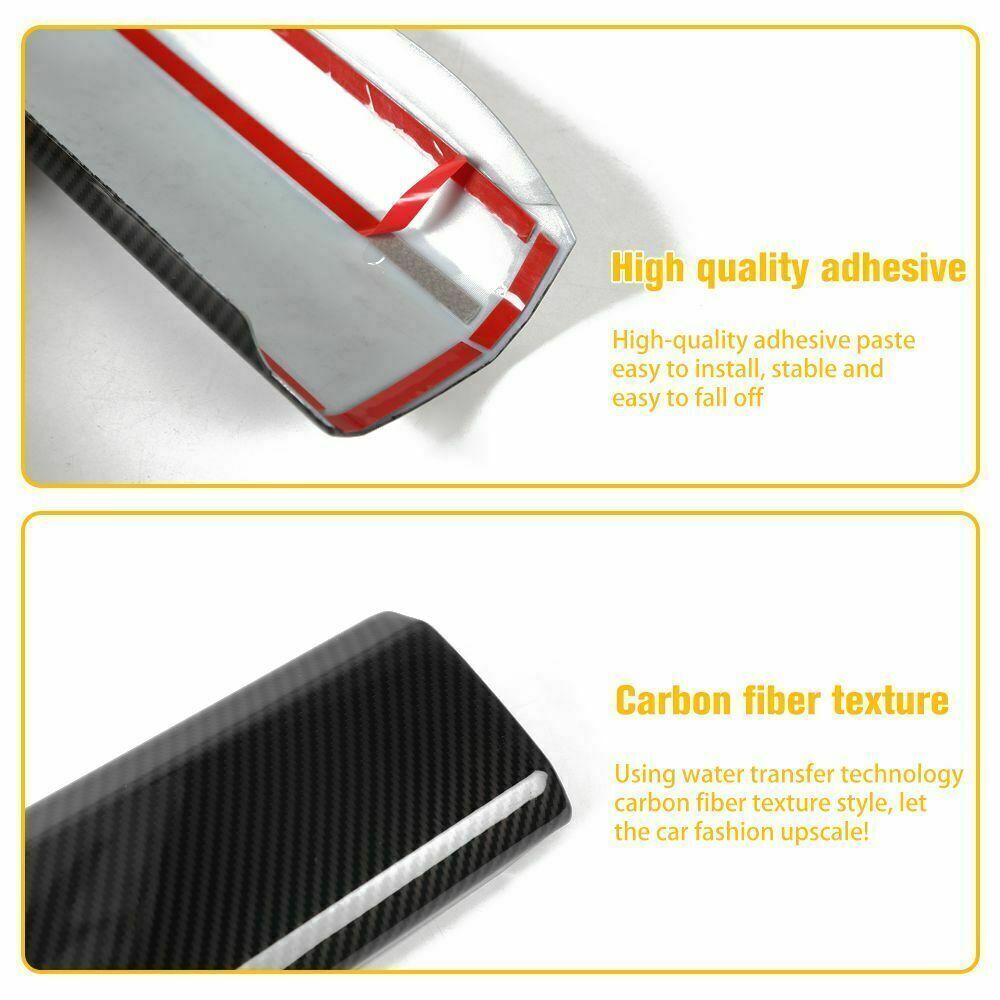 High quality adhesive
High-quality adhesive paste
easy to install, stable and
easy to fall off
Carbon fiber texture
Using water transfer technology
carbon fiber texture style, let
the car fashion upscale!